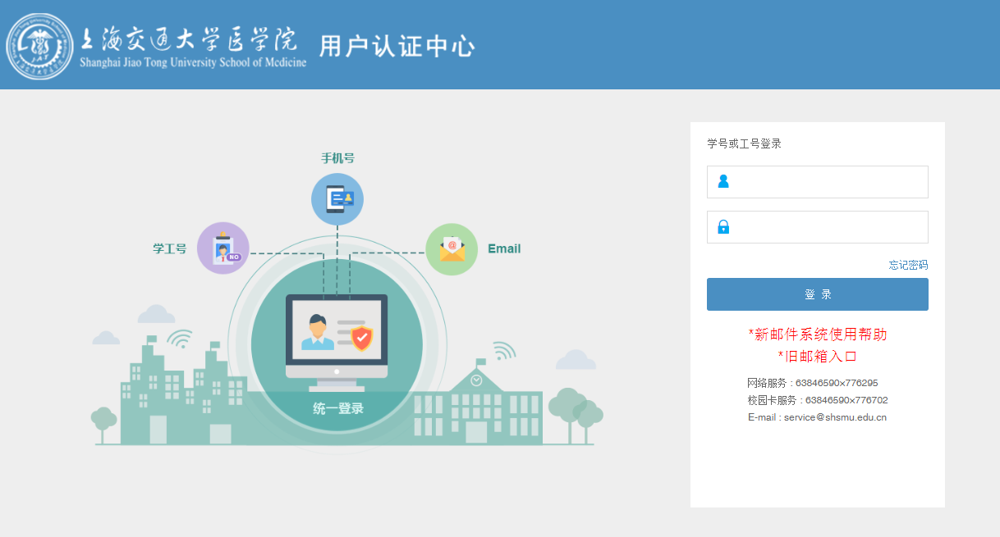 上海交通大学医学院
Shanghai Jiao Tong University School of Medicine
用户认证中心
手机号
学工号
NO
@
Email
统一登录
学号或工号登录
忘记密码
登 录
*新邮件系统使用帮助
*旧邮箱入口
网络服务 : 63846590×776295
校园卡服务 : 63846590×776702
E-mail : service@shsmu.edu.cn